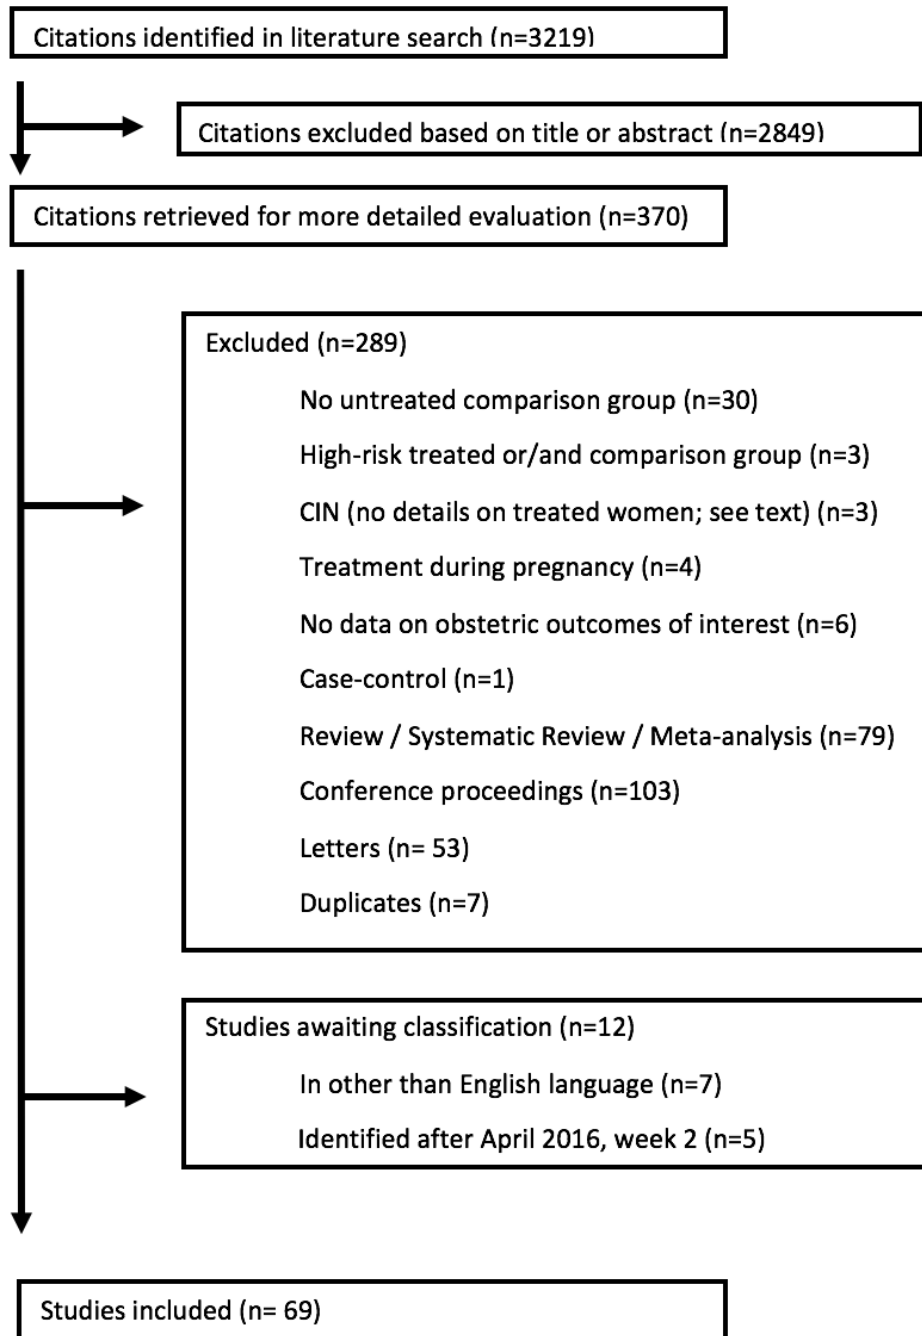 Citations identified in literature search (n=3219)
Citations excluded based on title or abstract (n=2849)
Citations retrieved for more detailed evaluation (n=370)
Excluded (n=289)
No untreated comparison group (n=30)
High-risk treated or/and comparison group (n=3)
CIN (no details on treated women; see text) (n=3)
Treatment during pregnancy (n=4)
No data on obstetric outcomes of interest (n=6)
Case-control (n=1)
Review / Systematic Review / Meta-analysis (n=79)
Conference proceedings (n=103)
Letters (n= 53)
Duplicates (n=7)
Studies awaiting classification (n=12)
In other than English language (n=7)
Identified after April 2016, week 2 (n=5)
Studies included (n= 69)